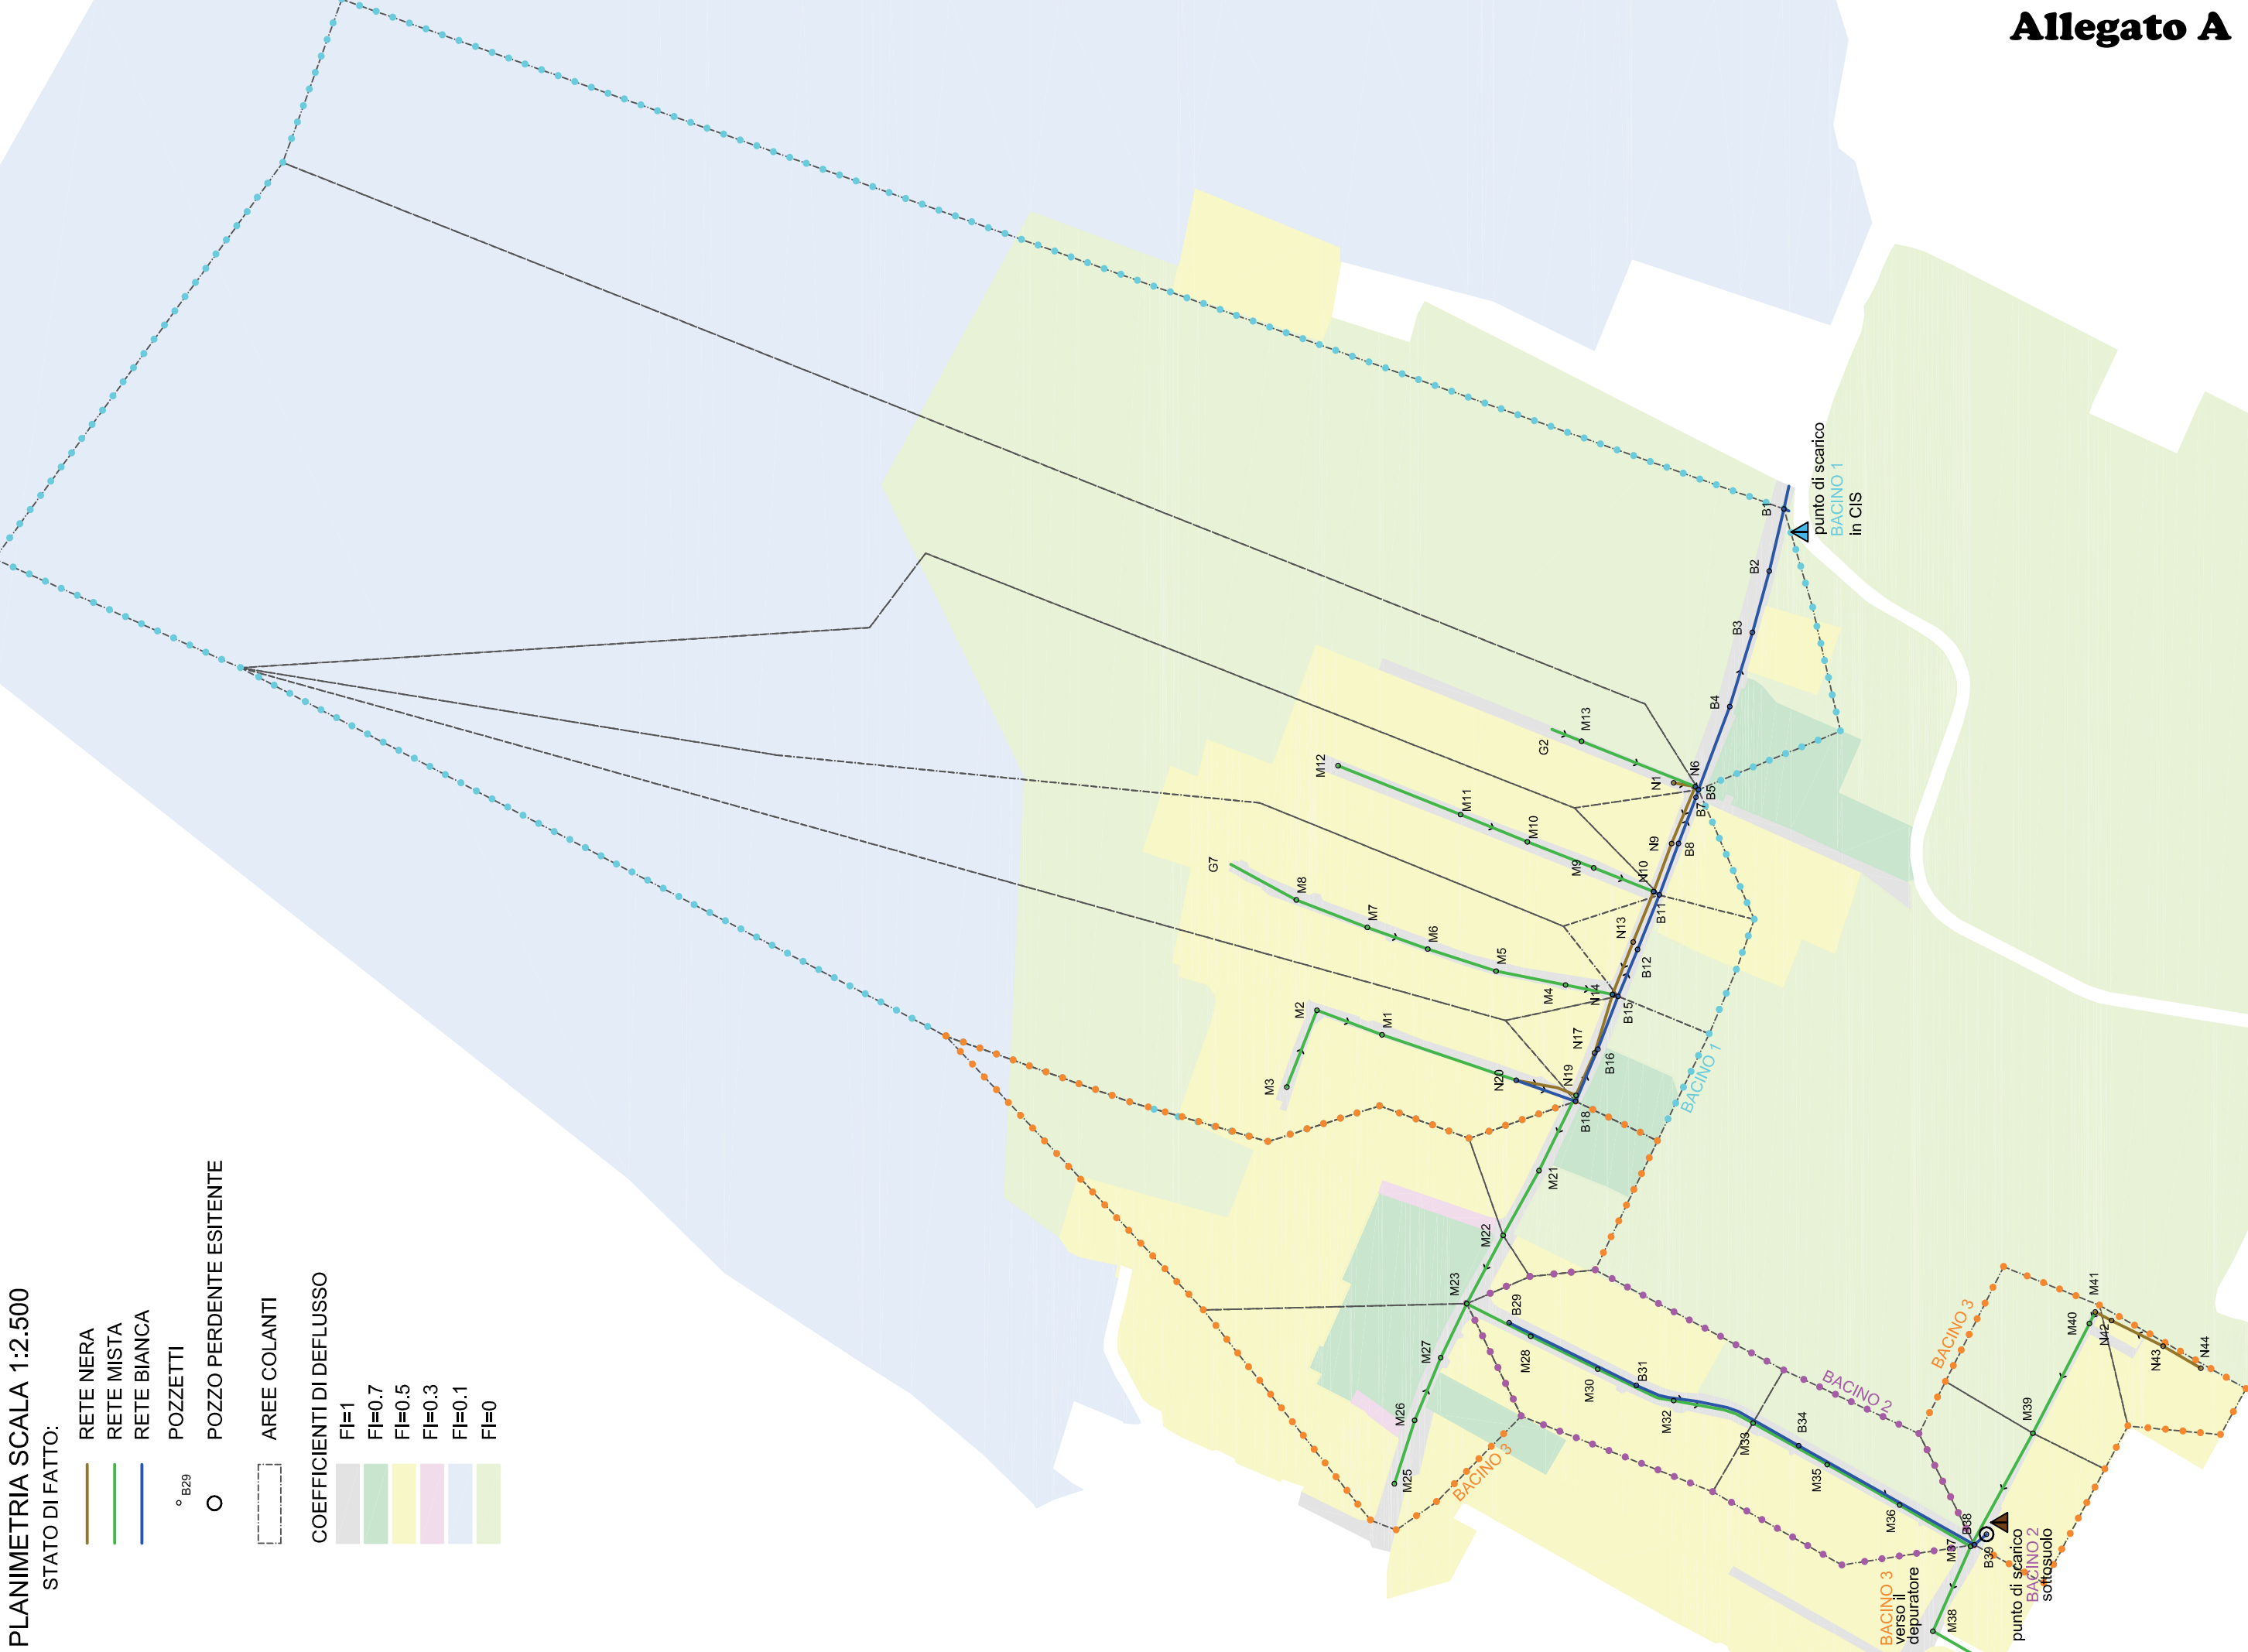 Allegato A
PLANIMETRIA SCALA 1:2.500
STATO DI FATTO:
RETE NERA
RETE MISTA
RETE BIANCA
POZZETTI
B29
POZZO PERDENTE ESITENTE
AREE COLANTI
COEFFICIENTI DI DEFLUSSO
FI=1
FI=0.7
FI=0.5
FI=0.3
FI=0.1
FI=0
punto di scarico
BACINO 1
in CIS
B1
B2
B3
B4
M13
G2
N6
N1
B5
B7
M12
M11
M10
M9
N9
B8
N10
B11
G7
M8
M7
M6
M5
M4
N13
B12
N14
B15
M2
M1
M3
N20
N17
B16
N19
B18
BACINO 1
M21
M22
M23
B29
M28
M27
M26
M25
BACINO 3
M30
B31
M32
M33
B34
M35
M36
BACINO 2
BACINO 3
M41
M40
N42
N43
N44
M39
B38
M37
B39
M38
BACINO 3
verso il
depuratore
punto di scarico
BACINO 2
sottosuolo